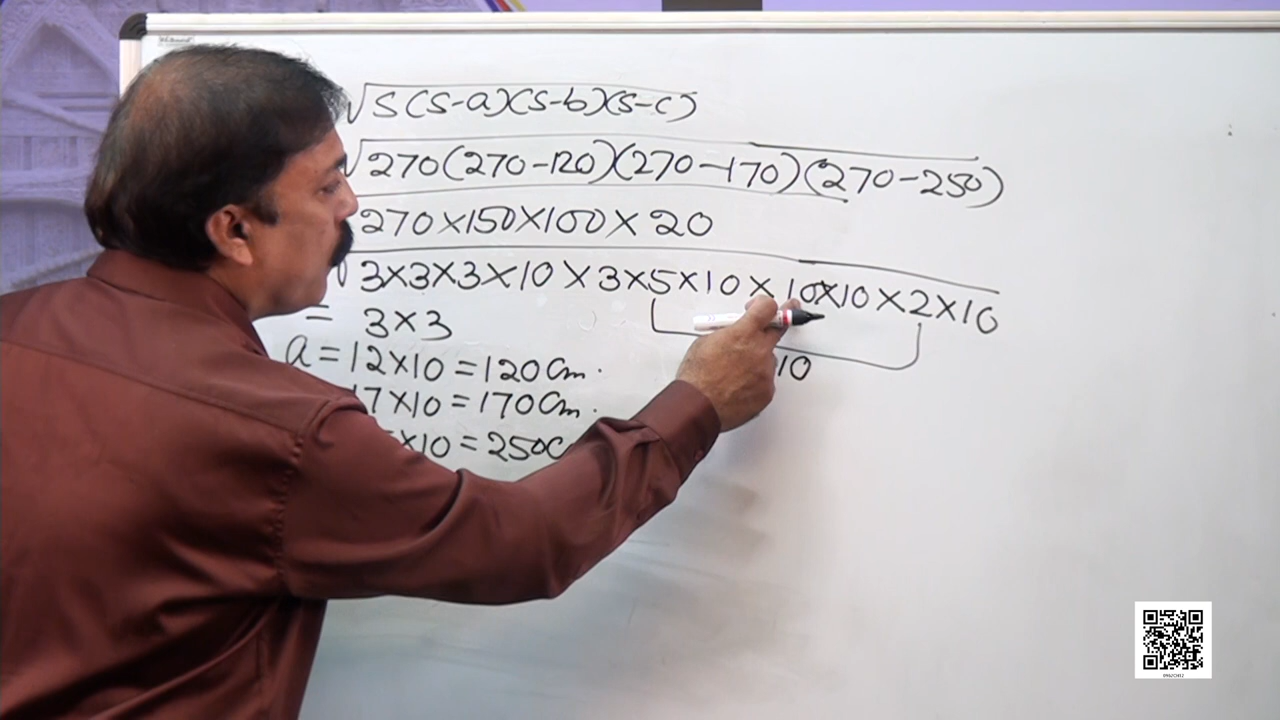 √S(S-a)(S-b)(S-c)
√270(270-120)(270-170)(270-250)
270×150×100×20
√3×3×3×10×3×5×10×10×10×2×10
= 3×3
10
a = 12×10 = 120Cm.
7×10 = 170Cm.
×10 = 250C